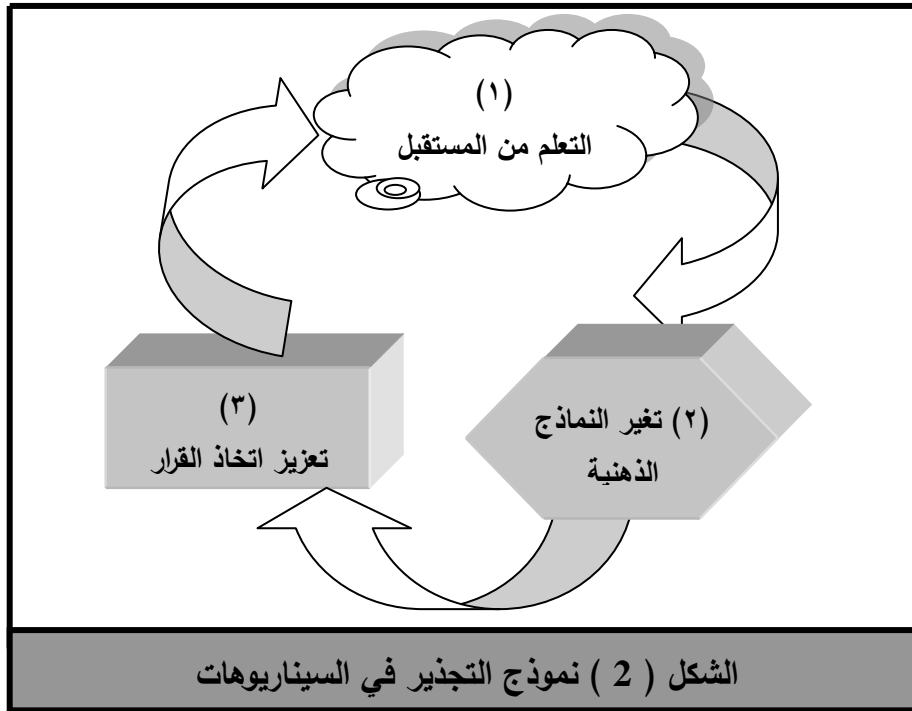 (١)
التعلم من المستقبل
(٢) تغير النماذج
الذهنية
(٣)
تعزيز اتخاذ القرار
الشكل ( 2 ) نموذج التجذير في السيناريوهات